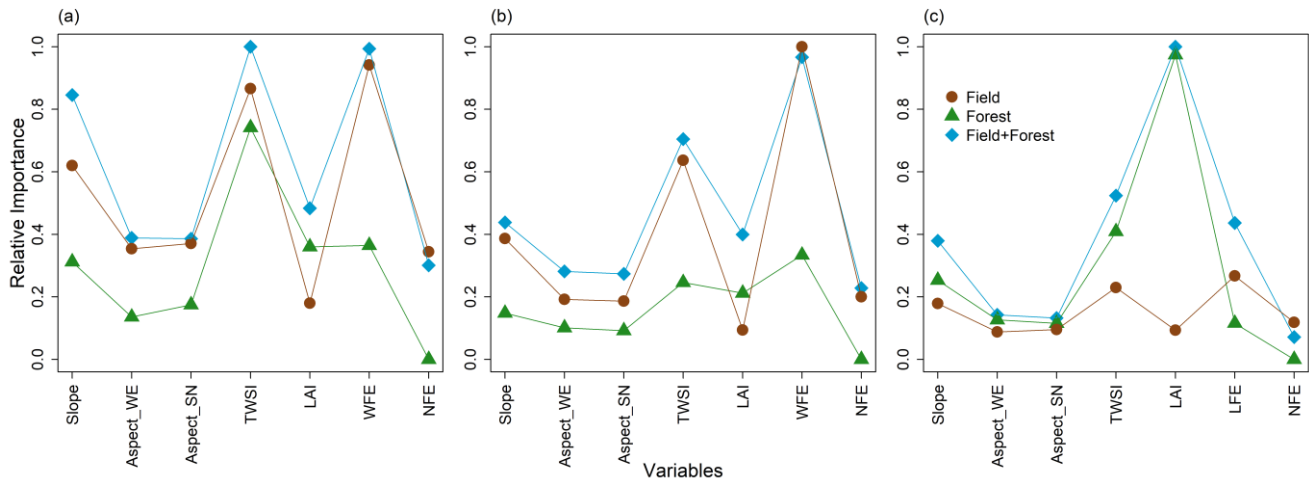 (a)
(b)
(c)
Relative Importance
0.0
0.2
0.4
0.6
0.8
1.0
Slope
Aspect_WE
Aspect_SN
TWSI
LAI
WFE
NFE
0.0
0.2
0.4
0.6
0.8
1.0
Slope
Aspect_WE
Aspect_SN
TWSI
LAI
WFE
NFE
0.0
0.2
0.4
0.6
0.8
1.0
Field
Forest
Field+Forest
Slope
Aspect_WE
Aspect_SN
TWSI
LAI
LFE
NFE
Variables